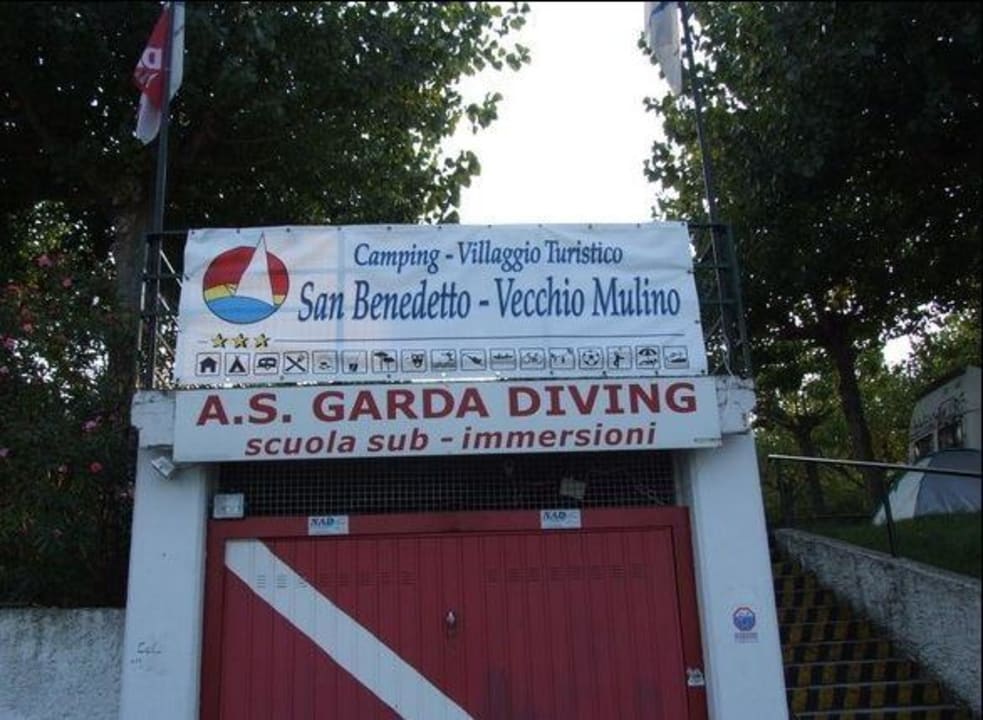 Camping - Villaggio Turistico
San Benedetto - Vecchio Mulino
A.S. GARDA DIVING
scuola sub - immersioni
NAD
NAD